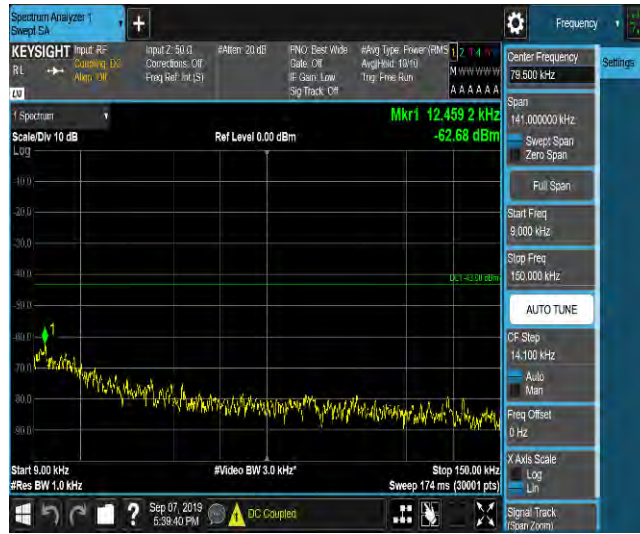 Spectrum Analyzer 1
Swept SA
+
Frequency
KEYSIGHT
Input: RF
Input Z: 50 Ω
#Atten: 20 dB
PNO: Best Wide
#Avg Type: Power (RMS
1 2
RL
Coupling: DC
Corrections: Off
Gate: Off
Avg|Hold: 10/10
M W W W W W
Align: Off
Freq Ref: Int (S)
IF Gain: Low
Trig: Free Run
Sig Track: Off
A A A A A A
Settings
Center Frequency
79.500 kHz
Span
141.000000 kHz
Swept Span
Zero Span
Full Span
Start Freq
9.000 kHz
Stop Freq
150.000 kHz
AUTO TUNE
CF Step
14.100 kHz
Auto
Man
Freq Offset
0 Hz
X Axis Scale
Log
Lin
Signal Track
(Span Zoom)
1 Spectrum
Mkr1 12.459 2 kHz
Scale/Div 10 dB
Ref Level 0.00 dBm
-62.68 dBm
Log
-10.0
-20.0
-30.0
-40.0
DL1 -43.00 dBm
-50.0
-60.0
1
-70.0
-80.0
-90.0
Start 9.00 kHz
#Video BW 3.0 kHz*
Stop 150.00 kHz
#Res BW 1.0 kHz
Sweep 174 ms (30001 pts)
?
Sep 07, 2019
5:39:40 PM
DC Coupled